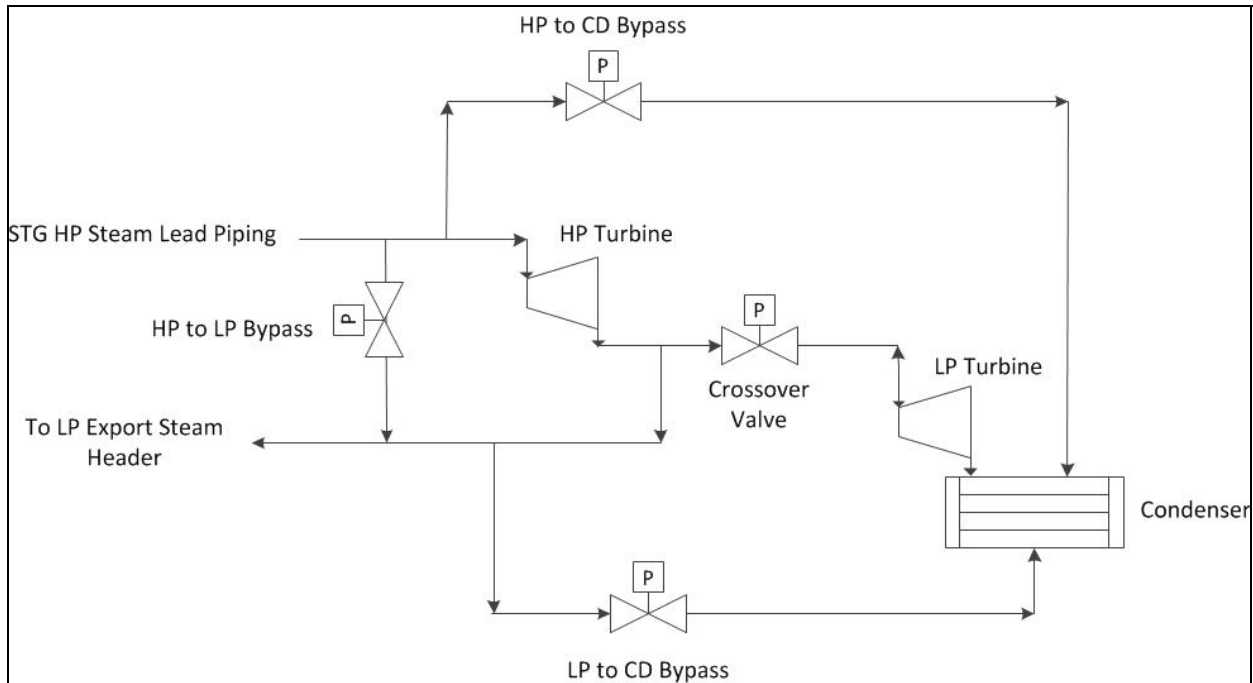 HP to CD Bypass
P
STG HP Steam Lead Piping
HP Turbine
HP to LP Bypass
P
P
Crossover
Valve
LP Turbine
To LP Export Steam
Header
Condenser
P
LP to CD Bypass